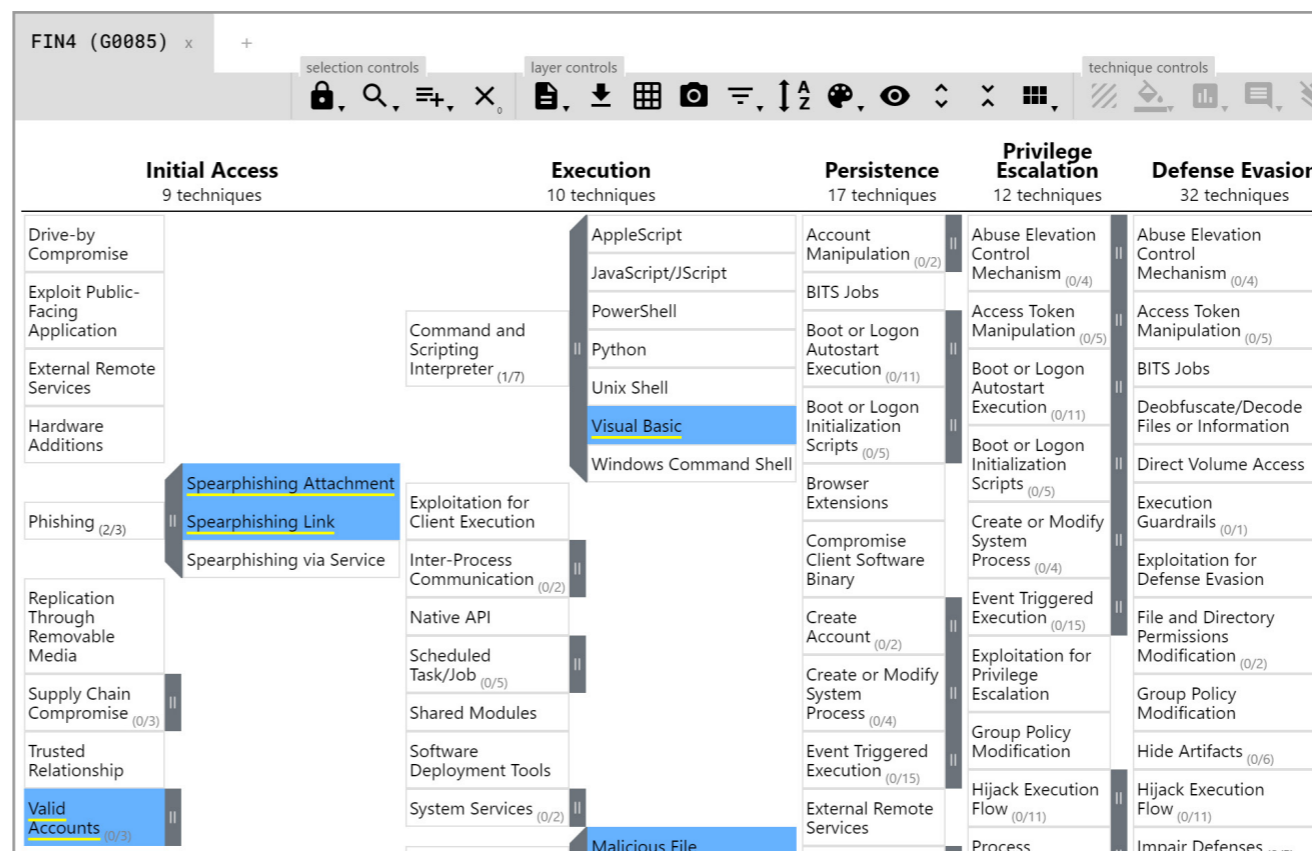 FIN4 (G0085) x +
selection controls
layer controls
technique controls
0
A
Z
Initial Access
9 techniques
Drive-by
Compromise
Exploit Public-
Facing
Application
External Remote
Services
Hardware
Additions
Phishing (2/3)
Spearphishing Attachment
Spearphishing Link
Spearphishing via Service
Replication
Through
Removable
Media
Supply Chain
Compromise (0/3)
Trusted
Relationship
Valid
Accounts (0/3)
Execution
10 techniques
Command and
Scripting
Interpreter (1/7)
AppleScript
JavaScript/JScript
PowerShell
Python
Unix Shell
Visual Basic
Windows Command Shell
Exploitation for
Client Execution
Inter-Process
Communication (0/2)
Native API
Scheduled
Task/Job (0/5)
Shared Modules
Software
Deployment Tools
System Services (0/2)
Malicious File
Persistence
17 techniques
Account
Manipulation (0/2)
BITS Jobs
Boot or Logon
Autostart
Execution (0/11)
Boot or Logon
Initialization
Scripts (0/5)
Browser
Extensions
Compromise
Client Software
Binary
Create
Account (0/2)
Create or Modify
System
Process (0/4)
Event Triggered
Execution (0/15)
External Remote
Services
Privilege
Escalation
12 techniques
Abuse Elevation
Control
Mechanism (0/4)
Access Token
Manipulation (0/5)
Boot or Logon
Autostart
Execution (0/11)
Boot or Logon
Initialization
Scripts (0/5)
Create or Modify
System
Process (0/4)
Event Triggered
Execution (0/15)
Exploitation for
Privilege
Escalation
Group Policy
Modification
Hijack Execution
Flow (0/11)
Process
Defense Evasion
32 techniques
Abuse Elevation
Control
Mechanism (0/4)
Access Token
Manipulation (0/5)
BITS Jobs
Deobfuscate/Decode
Files or Information
Direct Volume Access
Execution
Guardrails (0/1)
Exploitation for
Defense Evasion
File and Directory
Permissions
Modification (0/2)
Group Policy
Modification
Hide Artifacts (0/6)
Hijack Execution
Flow (0/11)
Impair Defenses